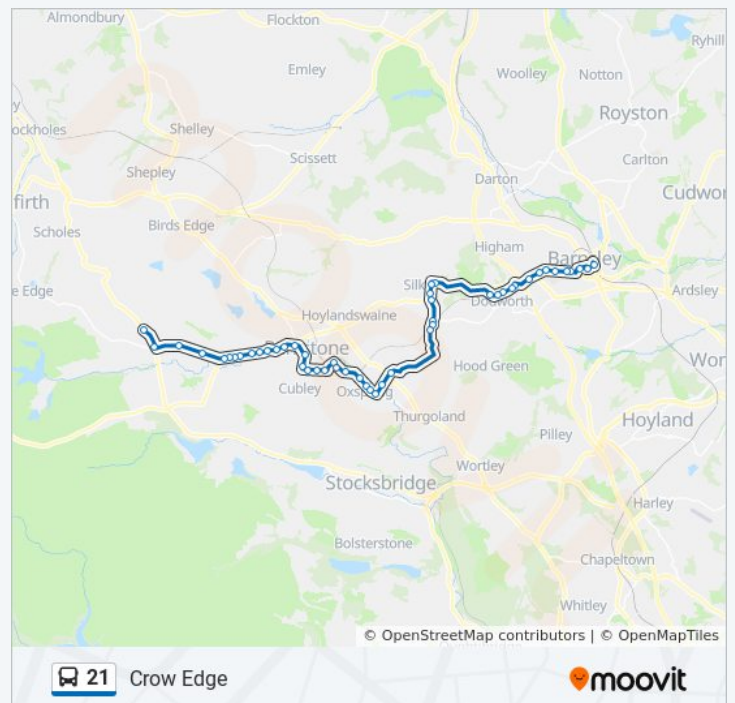 Almondbury
Flockton
Ryhill
Emley
Woolley
Notton
Royston
ockholes
Shelley
Scissett
Carlton
Shepley
Darton
Cudwor
firth
Birds Edge
Scholes
Higham
Barnsley
e Edge
Silk
Dodworth
Ardsley
Hoylandswaine
Penistone
Wor
Hood Green
Cubley
Oxspring
Thurgoland
Hoyland
Pilley
Wortley
Stocksbridge
Harley
Bolsterstone
Chapeltown
Whitley
© OpenStreetMap contributors | © OpenMapTiles
21 Crow Edge
moovit